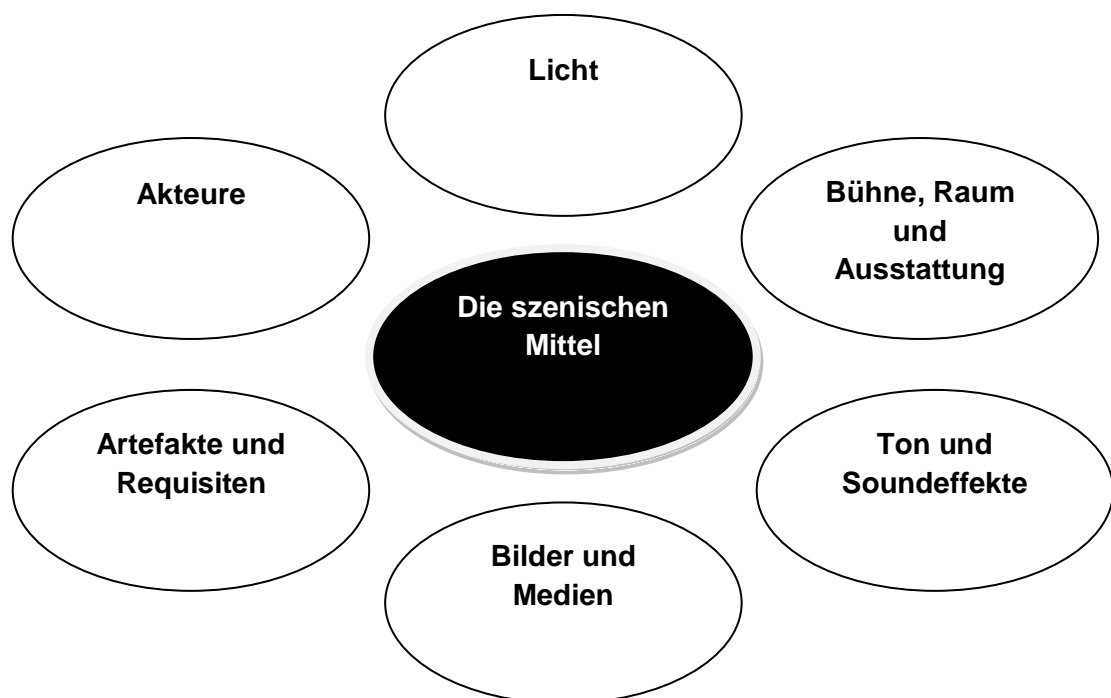 Licht
Akteure
Bühne, Raum
und
Ausstattung
Die szenischen
Mittel
Artefakte und
Requisiten
Ton und
Soundeffekte
Bilder und
Medien